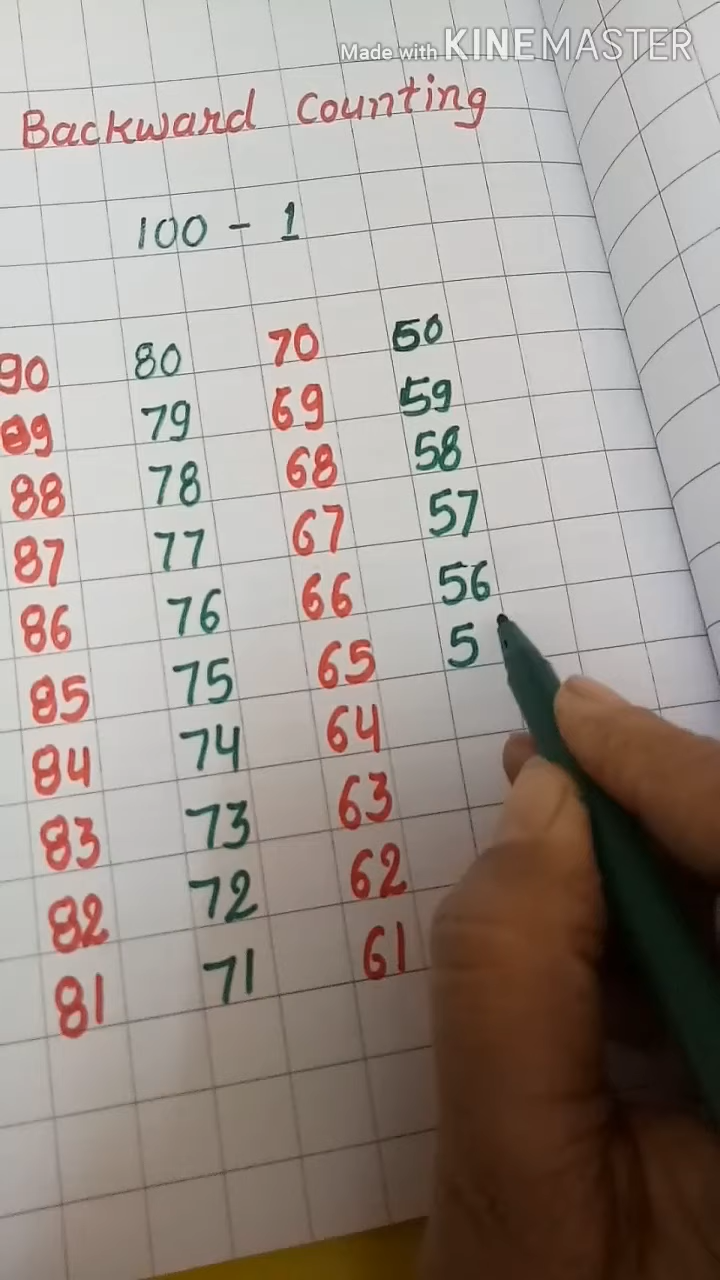 Made with KINEMASTER
Backward Counting
100 - 1
90 80 70 50
89 79 69 59
88 78 68 58
87 77 67 57
86 76 66 56
85 75 65 5
84 74 64
83 73 63
82 72 62
81 71 61